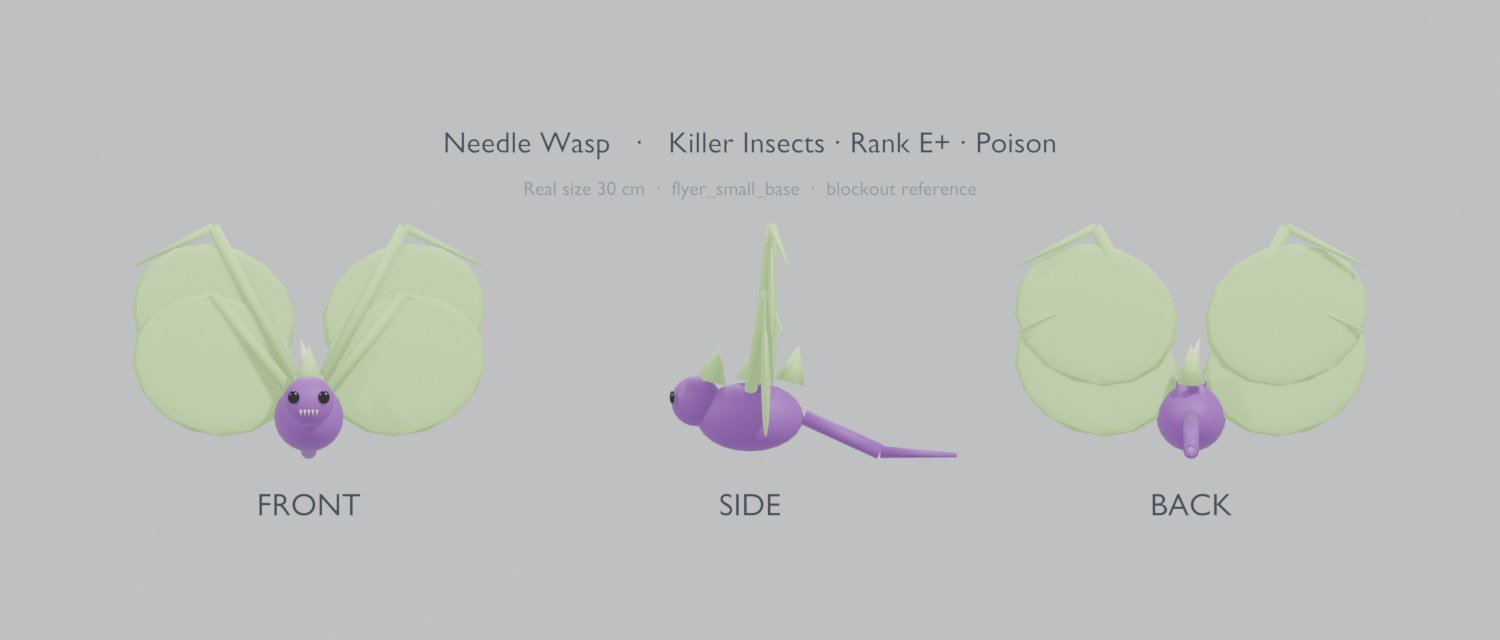 Needle Wasp · Killer Insects · Rank E+ · Poison
Real size 30 cm · flyer_small_base · blockout reference
FRONT
SIDE
BACK